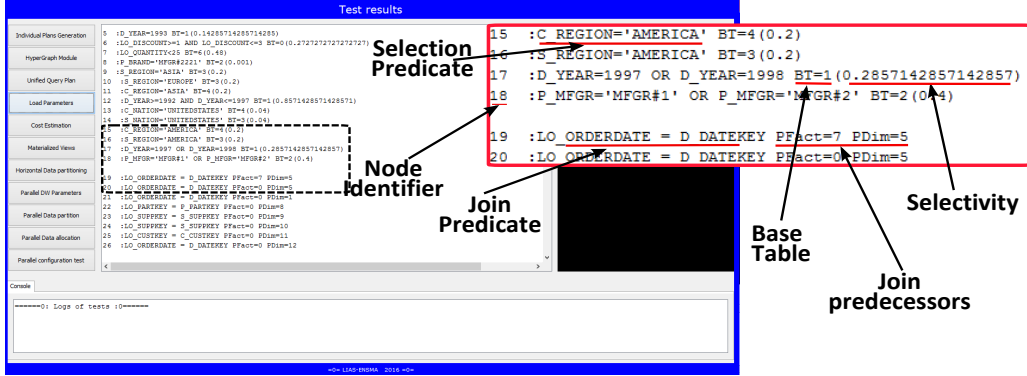 Test results
Individual Plans Generation
HyperGraph Module
Unified Query Plan
Load Parameters
Cost Estimation
Materialized Views
Horizontal Data partitioning
Parallel DW Parameters
Parallel Data partition
Parallel Data allocation
Parallel configuration test
5 :D_YEAR=1993 BT=1(0.14285714285714285)
6 :LO_DISCOUNT>=1 AND LO_DISCOUNT<=3 BT=0(0.2727272727272727)
7 :LO_QUANTITY<25 BT=6(0.48)
8 :P_BRAND='MFGR#2221' BT=2(0.001)
9 :S_REGION='ASIA' BT=3(0.2)
10 :S_REGION='EUROPE' BT=3(0.2)
11 :C_REGION='ASIA' BT=4(0.2)
12 :D_YEAR>=1992 AND D_YEAR<=1997 BT=1(0.8571428571428571)
13 :C_NATION='UNITEDSTATES' BT=4(0.04)
14 :S_NATION='UNITEDSTATES' BT=3(0.04)
15 :C_REGION='AMERICA' BT=4(0.2)
16 :S_REGION='AMERICA' BT=3(0.2)
17 :D_YEAR=1997 OR D_YEAR=1998 BT=1(0.2857142857142857)
18 :P_MFGR='MFGR#1' OR P_MFGR='MFGR#2' BT=2(0.4)
19 :LO_ORDERDATE = D_DATEKEY PFact=7 PDim=5
20 :LO_ORDERDATE = D_DATEKEY PFact=0 PDim=5
21 :LO_ORDERDATE = D_DATEKEY PFact=0 PDim=1
22 :LO_PARTKEY = P_PARTKEY PFact=0 PDim=8
23 :LO_SUPPKEY = S_SUPPKEY PFact=0 PDim=9
24 :LO_SUPPKEY = S_SUPPKEY PFact=0 PDim=10
25 :LO_CUSTKEY = C_CUSTKEY PFact=0 PDim=11
26 :LO_ORDERDATE = D_DATEKEY PFact=0 PDim=12
Console
======0: Logs of tests :0======
=0= LIAS-ENSMA 2016 =0=
Selection
Predicate
Node
Identifier
Join
Predicate
15 :C_REGION='AMERICA' BT=4(0.2)
16 :S_REGION='AMERICA' BT=3(0.2)
17 :D_YEAR=1997 OR D_YEAR=1998 BT=1(0.2857142857142857)
18 :P_MFGR='MFGR#1' OR P_MFGR='MFGR#2' BT=2(0.4)
19 :LO_ORDERDATE = D_DATEKEY PFact=7 PDim=5
20 :LO_ORDERDATE = D_DATEKEY PFact=0 PDim=5
Base
Table
Selectivity
Join
predecessors